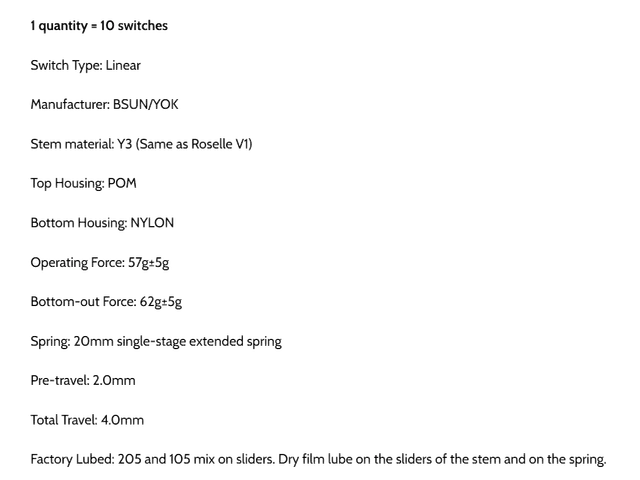 1 quantity = 10 switches
Switch Type: Linear
Manufacturer: BSUN/YOK
Stem material: Y3 (Same as Roselle V1)
Top Housing: POM
Bottom Housing: NYLON
Operating Force: 57g±5g
Bottom-out Force: 62g±5g
Spring: 20mm single-stage extended spring
Pre-travel: 2.0mm
Total Travel: 4.0mm
Factory Lubed: 205 and 105 mix on sliders. Dry film lube on the sliders of the stem and on the spring.